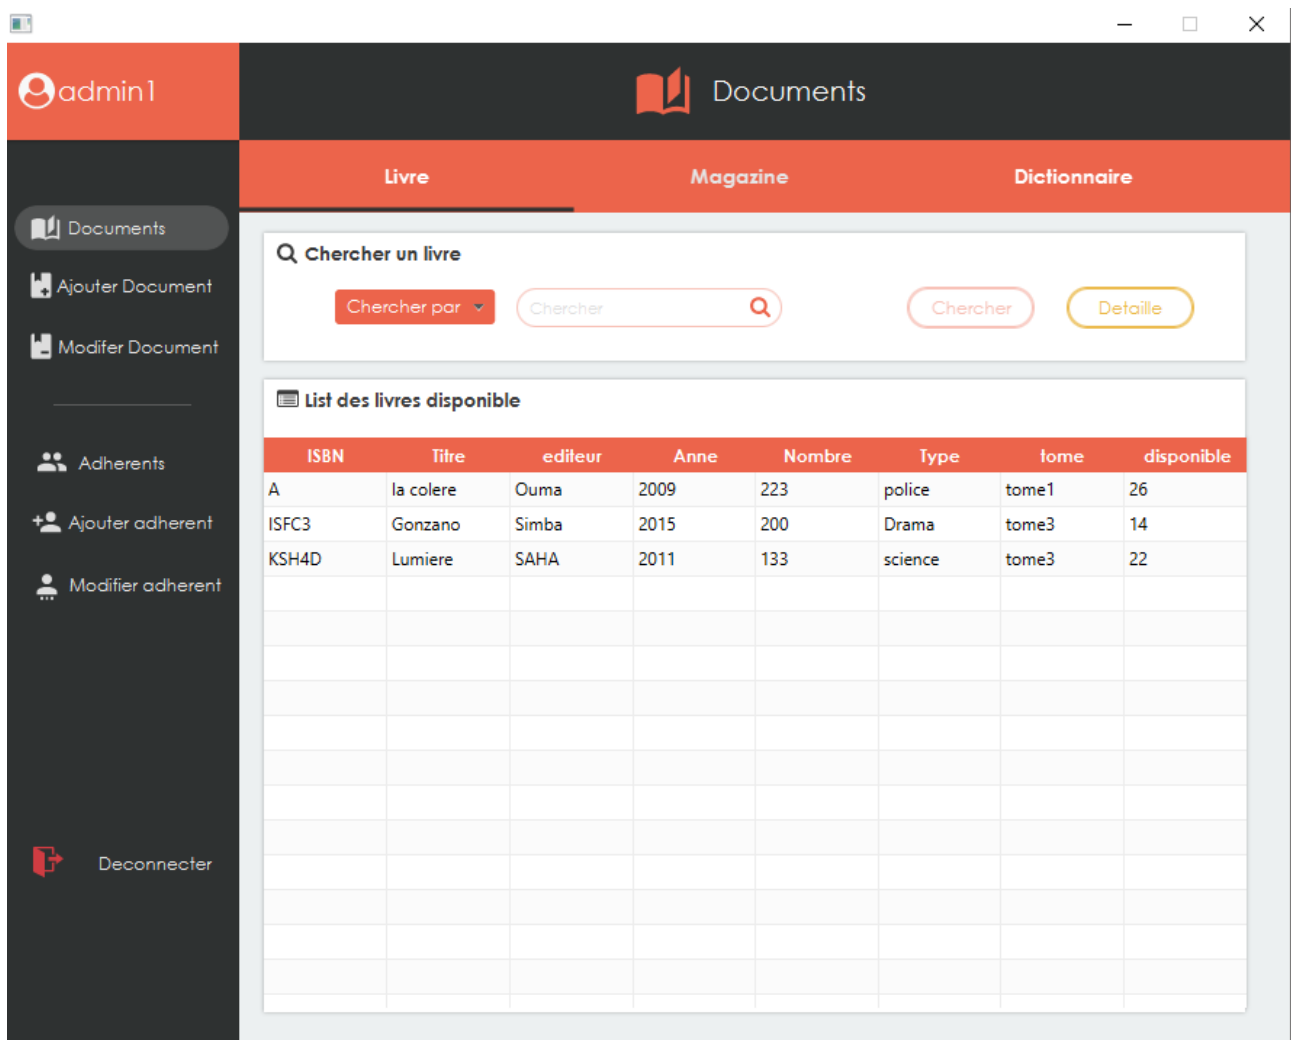 admin1
Documents
Livre Magazine Dictionnaire
Documents
Ajouter Document
Modifer Document
Adherents
Ajouter adherent
Modifier adherent
Deconnecter
Chercher un livre
Chercher par Chercher Chercher Detaille
List des livres disponible
ISBN Titre editeur Anne Nombre Type tome disponible
A la colere Ouma 2009 223 police tome1 26
ISFC3 Gonzano Simba 2015 200 Drama tome3 14
KSH4D Lumiere SAHA 2011 133 science tome3 22